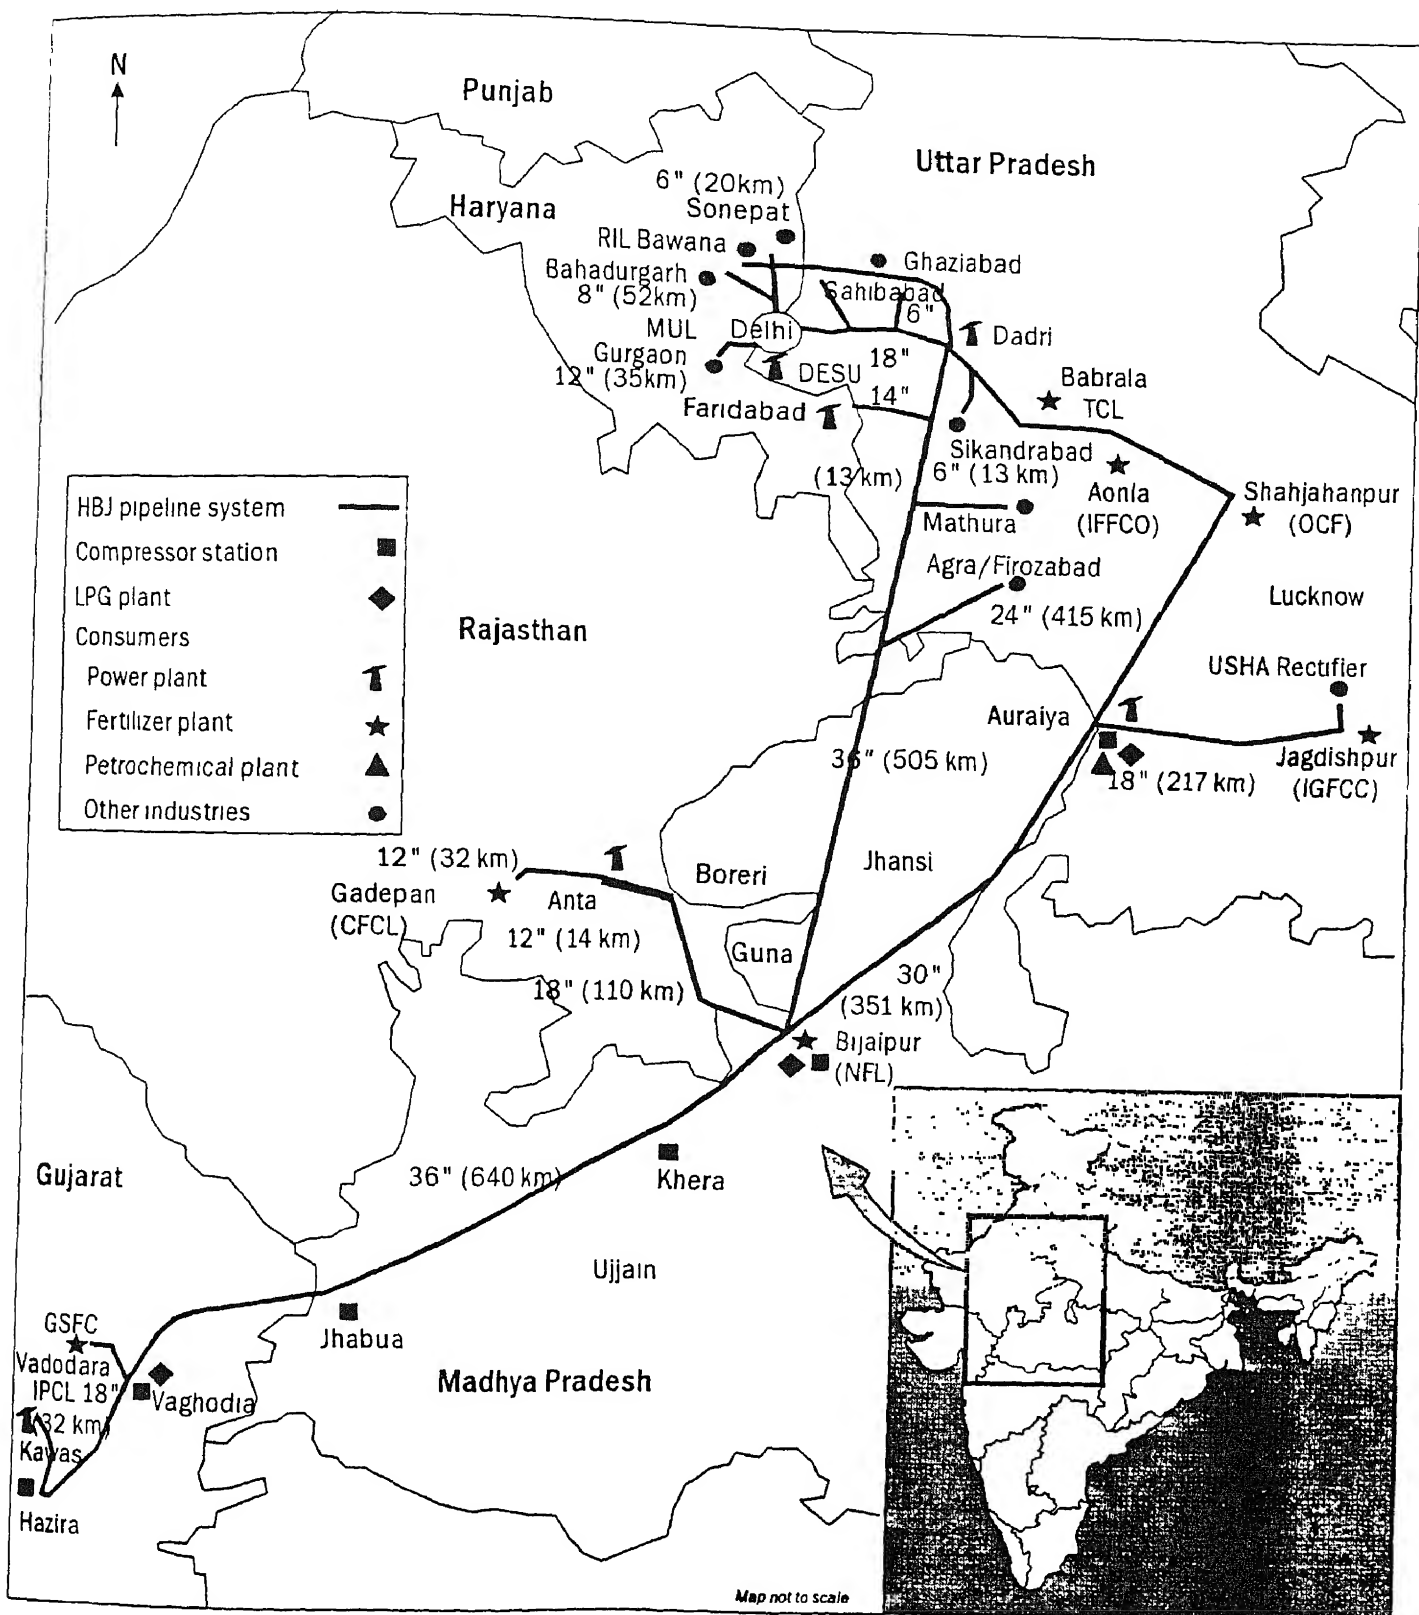 N
Punjab
Uttar Pradesh
6" (20km)
Haryana
Sonepat
RIL Bawana
Ghaziabad
Bahadurgarh
8" (52km)
Sahibabad
6"
MUL
Delhi
Dadri
Gurgaon
12" (35km)
DESU
18"
Babrala
TCL
14"
Faridabad
Sikandrabad
(13 km)
6" (13 km)
Aonla
(IFFCO)
Shahjahanpur
(OCF)
Mathura
Agra/Firozabad
24" (415 km)
Lucknow
HBJ pipeline system
Compressor station
LPG plant
Consumers
Power plant
Fertilizer plant
Petrochemical plant
Other industries
Rajasthan
USHA Rectifier
Auraiya
36" (505 km)
Jagdishpur
(IGFCC)
18" (217 km)
12" (32 km)
Boreri
Jhansi
Gadepan
(CFCL)
Anta
12" (14 km)
Guna
18" (110 km)
30"
(351 km)
Bijaipur
(NFL)
Gujarat
36" (640 km)
Khera
Ujjain
GSFC
Jhabua
Vadodara
IPCL 18"
Vaghodia
(32 km)
Kawas
Madhya Pradesh
Hazira
Map not to scale